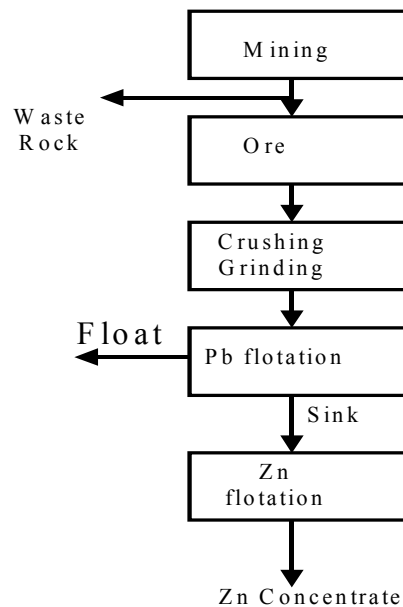 Mining
Waste
Rock
Ore
Crushing
Grinding
Float
Pb flotation
Sink
Zn
flotation
Zn Concentrate